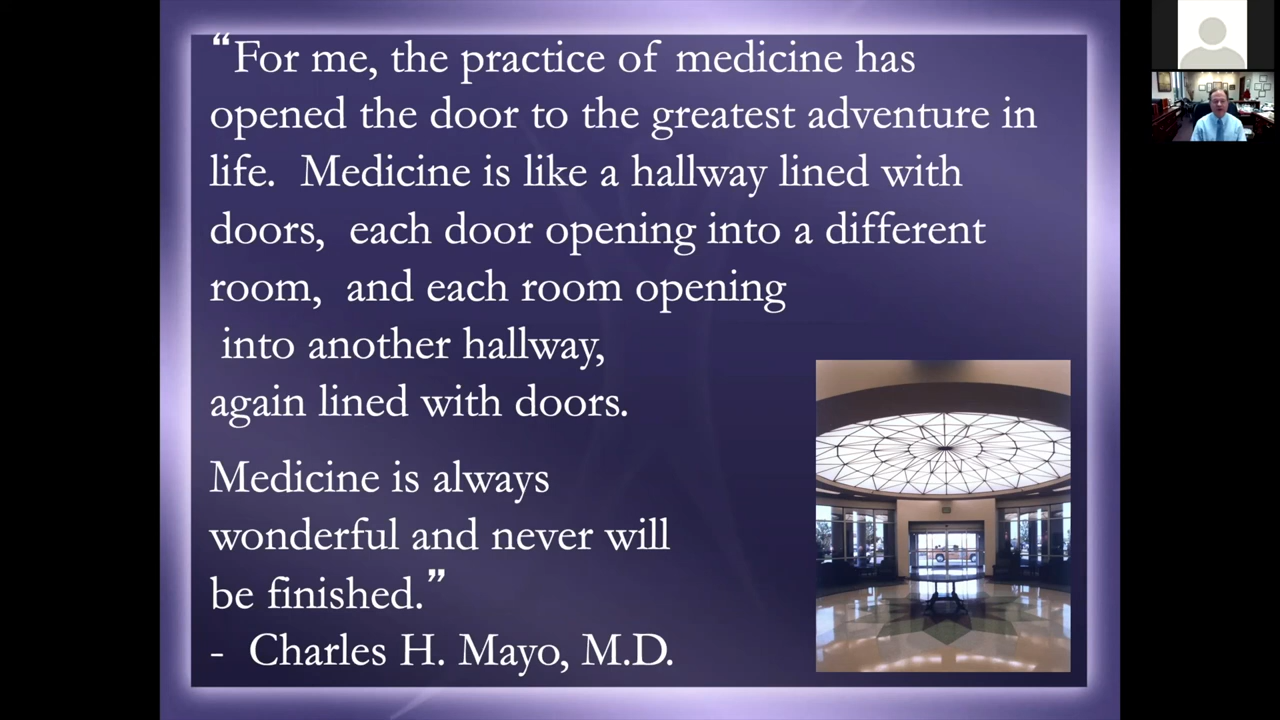 “For me, the practice of medicine has
opened the door to the greatest adventure in
life.  Medicine is like a hallway lined with
doors,  each door opening into a different
room,  and each room opening
into another hallway,
again lined with doors.
Medicine is always
wonderful and never will
be finished.”
-  Charles H. Mayo, M.D.